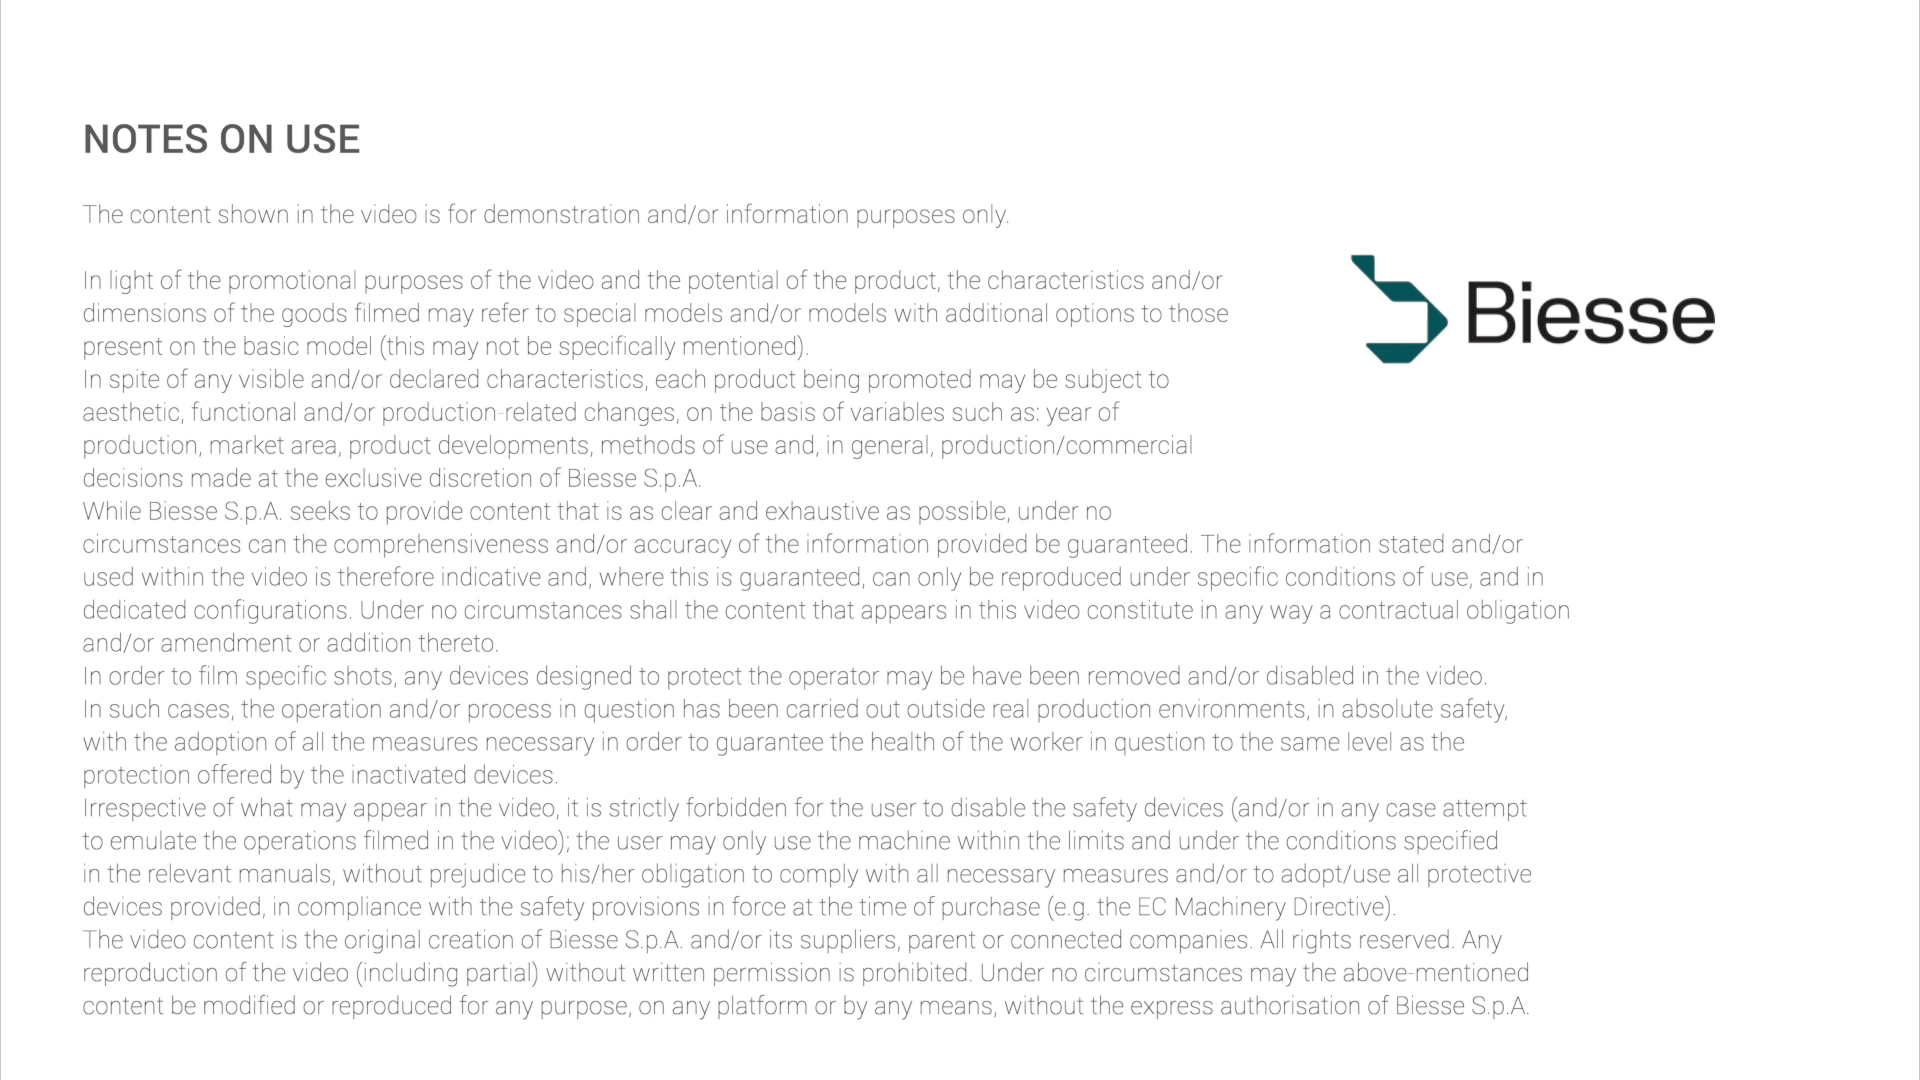 NOTES ON USE
The content shown in the video is for demonstration and/or information purposes only.
In light of the promotional purposes of the video and the potential of the product, the characteristics and/or
dimensions of the goods filmed may refer to special models and/or models with additional options to those
present on the basic model (this may not be specifically mentioned).
In spite of any visible and/or declared characteristics, each product being promoted may be subject to
aesthetic, functional and/or production-related changes, on the basis of variables such as: year of
production, market area, product developments, methods of use and, in general, production/commercial
decisions made at the exclusive discretion of Biesse S.p.A.
While Biesse S.p.A. seeks to provide content that is as clear and exhaustive as possible, under no
circumstances can the comprehensiveness and/or accuracy of the information provided be guaranteed. The information stated and/or
used within the video is therefore indicative and, where this is guaranteed, can only be reproduced under specific conditions of use, and in
dedicated configurations. Under no circumstances shall the content that appears in this video constitute in any way a contractual obligation
and/or amendment or addition thereto.
In order to film specific shots, any devices designed to protect the operator may be have been removed and/or disabled in the video.
In such cases, the operation and/or process in question has been carried out outside real production environments, in absolute safety,
with the adoption of all the measures necessary in order to guarantee the health of the worker in question to the same level as the
protection offered by the inactivated devices.
Irrespective of what may appear in the video, it is strictly forbidden for the user to disable the safety devices (and/or in any case attempt
to emulate the operations filmed in the video); the user may only use the machine within the limits and under the conditions specified
in the relevant manuals, without prejudice to his/her obligation to comply with all necessary measures and/or to adopt/use all protective
devices provided, in compliance with the safety provisions in force at the time of purchase (e.g. the EC Machinery Directive).
The video content is the original creation of Biesse S.p.A. and/or its suppliers, parent or connected companies. All rights reserved. Any
reproduction of the video (including partial) without written permission is prohibited. Under no circumstances may the above-mentioned
content be modified or reproduced for any purpose, on any platform or by any means, without the express authorisation of Biesse S.p.A.
Biesse